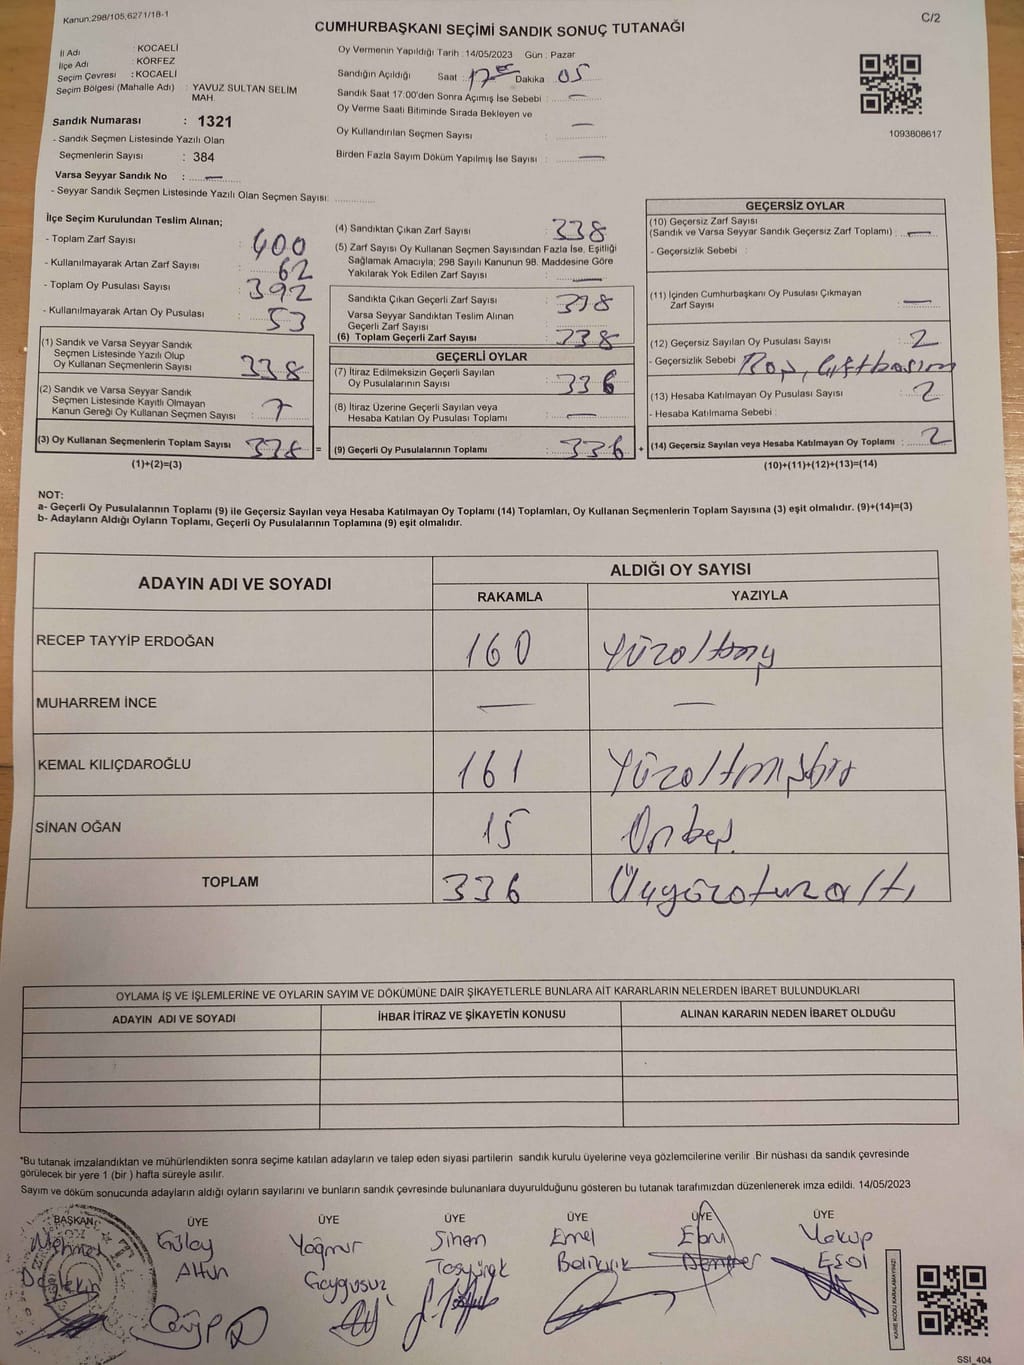 Kanun;298/105,6271/18-1
C/2
CUMHURBAŞKANI SEÇİMİ SANDIK SONUÇ TUTANAĞI
İl Adı : KOCAELİ
İlçe Adı : KÖRFEZ
Seçim Çevresi : KOCAELİ
Seçim Bölgesi (Mahalle Adı) : YAVUZ SULTAN SELİM
MAH.
Sandık Numarası : 1321
- Sandık Seçmen Listesinde Yazılı Olan
Seçmenlerin Sayısı : 384
Varsa Seyyar Sandık No : —
- Seyyar Sandık Seçmen Listesinde Yazılı Olan Seçmen Sayısı:
Oy Vermenin Yapıldığı Tarih : 14/05/2023 Gün : Pazar
Sandığın Açıldığı Saat : 17 Dakika 05
Sandık Saat 17:00'den Sonra Açımış İse Sebebi : —
Oy Verme Saati Bitiminde Sırada Bekleyen ve
Oy Kullandırılan Seçmen Sayısı : —
Birden Fazla Sayım Döküm Yapılmış İse Sayısı : —
1093808617
İlçe Seçim Kurulundan Teslim Alınan;
- Toplam Zarf Sayısı : 400
- Kullanılmayarak Artan Zarf Sayısı : 62
- Toplam Oy Pusulası Sayısı : 392
- Kullanılmayarak Artan Oy Pusulası : 53
(1) Sandık ve Varsa Seyyar Sandık
Seçmen Listesinde Yazılı Olup
Oy Kullanan Seçmenlerin Sayısı : 338
(2) Sandık ve Varsa Seyyar Sandık
Seçmen Listesinde Kayıtlı Olmayan
Kanun Gereği Oy Kullanan Seçmen Sayısı : 7
(3) Oy Kullanan Seçmenlerin Toplam Sayısı 338 =
(1)+(2)=(3)
(4) Sandıktan Çıkan Zarf Sayısı : 338
(5) Zarf Sayısı Oy Kullanan Seçmen Sayısından Fazla İse, Eşitliği
Sağlamak Amacıyla; 298 Sayılı Kanunun 98. Maddesine Göre
Yakılarak Yok Edilen Zarf Sayısı : —
Sandıkta Çıkan Geçerli Zarf Sayısı : 338
Varsa Seyyar Sandıktan Teslim Alınan
Geçerli Zarf Sayısı
(6) Toplam Geçerli Zarf Sayısı : 338
GEÇERLİ OYLAR
(7) İtiraz Edilmeksizin Geçerli Sayılan
Oy Pusulalarının Sayısı : 336
(8) İtiraz Üzerine Geçerli Sayılan veya
Hesaba Katılan Oy Pusulası Toplamı : —
(9) Geçerli Oy Pusulalarının Toplamı : 336 +
GEÇERSİZ OYLAR
(10) Geçersiz Zarf Sayısı
(Sandık ve Varsa Seyyar Sandık Geçersiz Zarf Toplamı) : —
- Geçersizlik Sebebi :
(11) İçinden Cumhurbaşkanı Oy Pusulası Çıkmayan
Zarf Sayısı : —
(12) Geçersiz Sayılan Oy Pusulası Sayısı : 2
- Geçersizlik Sebebi
(13) Hesaba Katılmayan Oy Pusulası Sayısı : 2
- Hesaba Katılmama Sebebi :
(14) Geçersiz Sayılan veya Hesaba Katılmayan Oy Toplamı : 2
(10)+(11)+(12)+(13)=(14)
NOT:
a- Geçerli Oy Pusulalarının Toplamı (9) ile Geçersiz Sayılan veya Hesaba Katılmayan Oy Toplamı (14) Toplamları, Oy Kullanan Seçmenlerin Toplam Sayısına (3) eşit olmalıdır. (9)+(14)=(3)
b- Adayların Aldığı Oyların Toplamı, Geçerli Oy Pusulalarının Toplamına (9) eşit olmalıdır.
ADAYIN ADI VE SOYADI
ALDIĞI OY SAYISI
RAKAMLA YAZIYLA
RECEP TAYYİP ERDOĞAN 160 Yüzaltmış
MUHARREM İNCE — —
KEMAL KILIÇDAROĞLU 161 Yüzaltmışbir
SİNAN OĞAN 15 Onbeş
TOPLAM 336 Üçyüzotuzaltı
OYLAMA İŞ VE İŞLEMLERİNE VE OYLARIN SAYIM VE DÖKÜMÜNE DAİR ŞİKAYETLERLE BUNLARA AİT KARARLARIN NELERDEN İBARET BULUNDUKLARI
ADAYIN ADI VE SOYADI İHBAR İTİRAZ VE ŞİKAYETİN KONUSU ALINAN KARARIN NEDEN İBARET OLDUĞU
*Bu tutanak imzalandıktan ve mühürlendikten sonra seçime katılan adayların ve talep eden siyasi partilerin sandık kurulu üyelerine veya gözlemcilerine verilir .Bir nüshası da sandık çevresinde
görülecek bir yere 1 (bir ) hafta süreyle asılır.
Sayım ve döküm sonucunda adayların aldığı oyların sayılarını ve bunların sandık çevresinde bulunanlara duyurulduğunu gösteren bu tutanak tarafımızdan düzenlenerek imza edildi. 14/05/2023
BAŞKAN ÜYE ÜYE ÜYE ÜYE ÜYE ÜYE
Mehmet Gülay Yağmur Sinan Emel Ebru Yakup
Altun Gaygusuz Taşyürek Balıkçık Demirer
KARE KODU KARALAMAYINIZ!
SSI_404